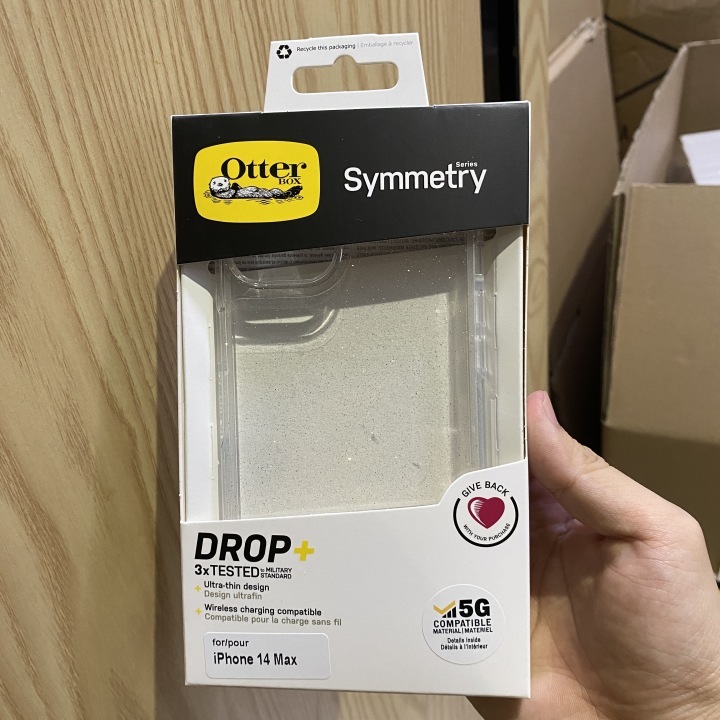 Recycle this packaging | Emballage à recycler
Otter
BOX
Symmetry
Series
GIVE BACK
WITH YOUR PURCHASE
DROP+
3xTESTED to MILITARY STANDARD
+ Ultra-thin design
Design ultrafin
+ Wireless charging compatible
Compatible pour la charge sans fil
5G
COMPATIBLE
MATERIAL | MATÉRIEL
Details inside
Détails à l'intérieur
for/pour
iPhone 14 Max